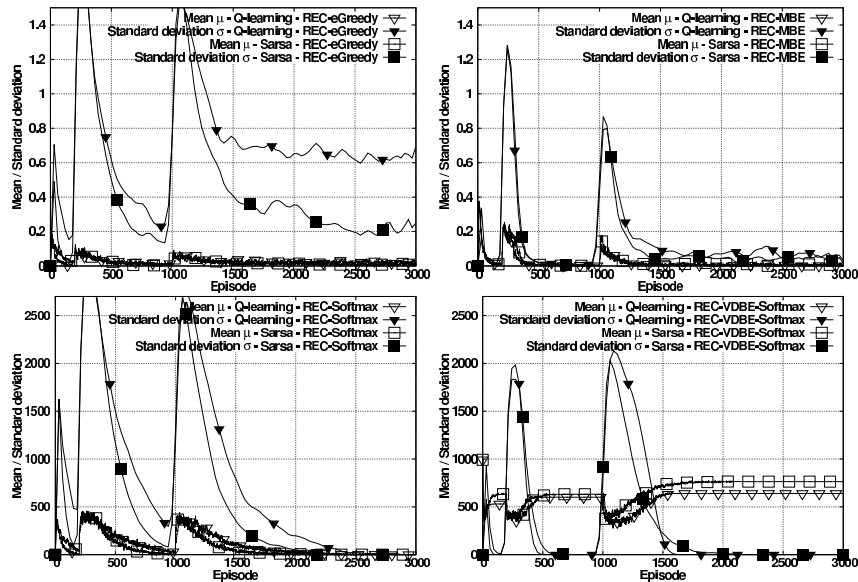 Mean μ - Q-learning - REC-eGreedy
Standard deviation σ - Q-learning - REC-eGreedy
Mean μ - Sarsa - REC-eGreedy
Standard deviation σ - Sarsa - REC-eGreedy
Mean / Standard deviation
1.4
1.2
1
0.8
0.6
0.4
0.2
0
0 500 1000 1500 2000 2500 3000
Episode
Mean μ - Q-learning - REC-MBE
Standard deviation σ - Q-learning - REC-MBE
Mean μ - Sarsa - REC-MBE
Standard deviation σ - Sarsa - REC-MBE
Mean / Standard deviation
1.4
1.2
1
0.8
0.6
0.4
0.2
0
0 500 1000 1500 2000 2500 3000
Episode
Mean μ - Q-learning - REC-Softmax
Standard deviation σ - Q-learning - REC-Softmax
Mean μ - Sarsa - REC-Softmax
Standard deviation σ - Sarsa - REC-Softmax
Mean / Standard deviation
2500
2000
1500
1000
500
0
0 500 1000 1500 2000 2500 3000
Episode
Mean μ - Q-learning - REC-VDBE-Softmax
Standard deviation σ - Q-learning - REC-VDBE-Softmax
Mean μ - Sarsa - REC-VDBE-Softmax
Standard deviation σ - Sarsa - REC-VDBE-Softmax
Mean / Standard deviation
2500
2000
1500
1000
500
0
0 500 1000 1500 2000 2500 3000
Episode